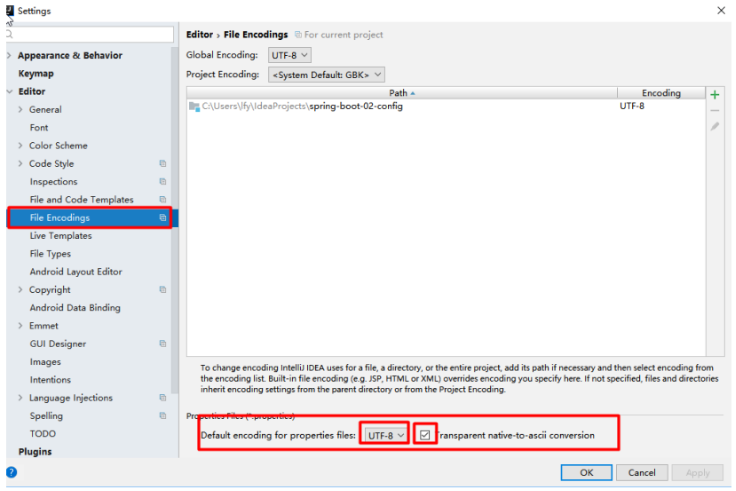 Settings
Editor › File Encodings For current project
Global Encoding: UTF-8
Project Encoding: <System Default: GBK>
Path Encoding
C:\Users\lfy\IdeaProjects\spring-boot-02-config UTF-8
Appearance & Behavior
Keymap
Editor
General
Font
Color Scheme
Code Style
Inspections
File and Code Templates
File Encodings
Live Templates
File Types
Android Layout Editor
Copyright
Android Data Binding
Emmet
GUI Designer
Images
Intentions
Language Injections
Spelling
TODO
Plugins
To change encoding IntelliJ IDEA uses for a file, a directory, or the entire project, add its path if necessary and then select encoding from
the encoding list. Built-in file encoding (e.g. JSP, HTML or XML) overrides encoding you specify here. If not specified, files and directories
inherit encoding settings from the parent directory or from the Project Encoding.
Properties Files (*.properties)
Default encoding for properties files: UTF-8 Transparent native-to-ascii conversion
? OK Cancel Apply